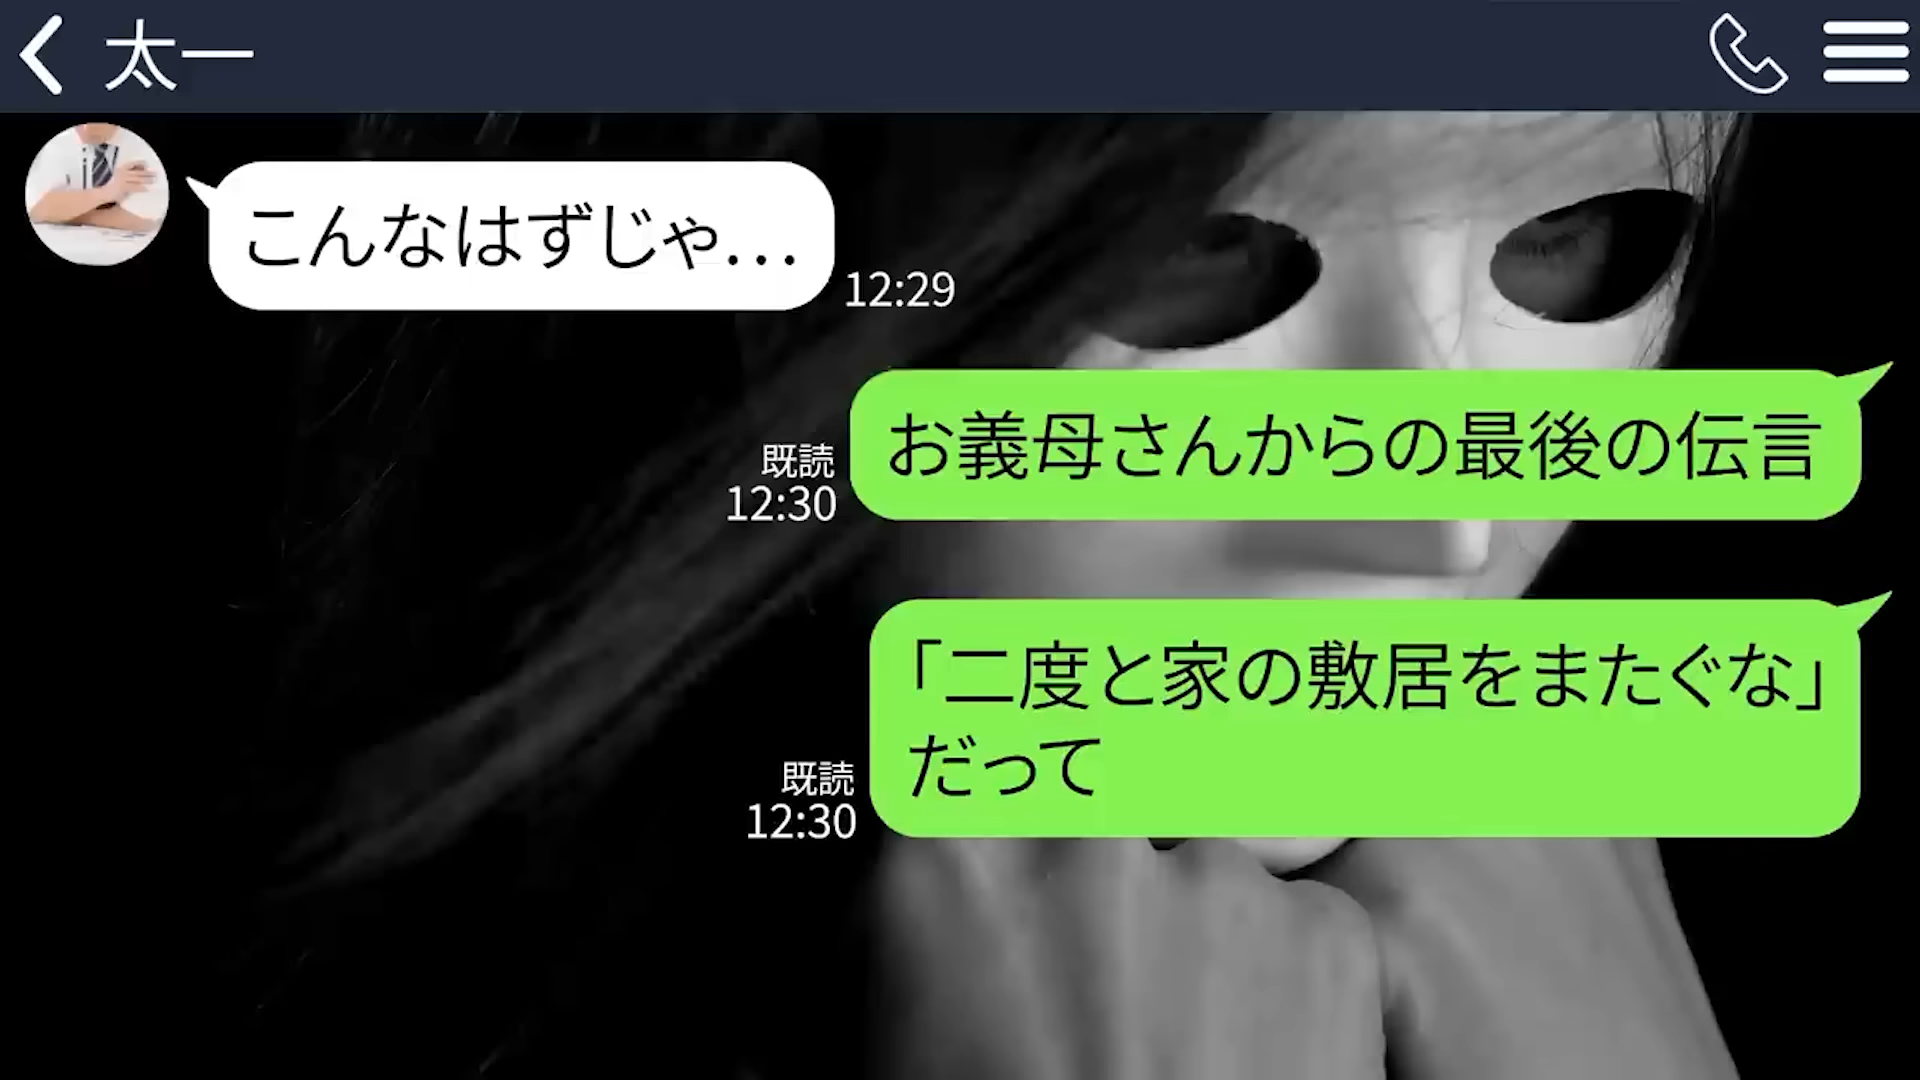 太一
こんなはずじゃ...
12:29
お義母さんからの最後の伝言
既読
12:30
「二度と家の敷居をまたぐな」
だって
既読
12:30